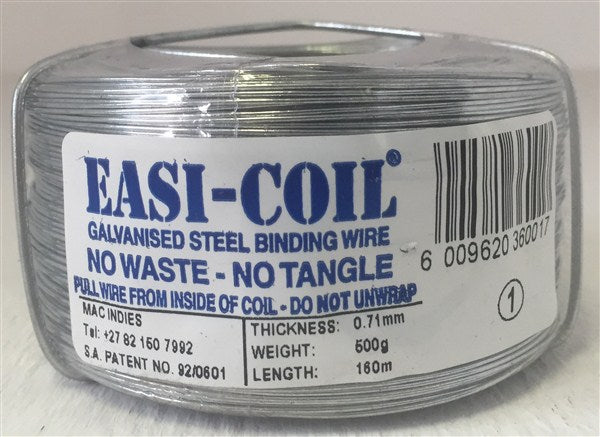 EASI-COIL®
GALVANISED STEEL BINDING WIRE
NO WASTE - NO TANGLE
PULL WIRE FROM INSIDE OF COIL - DO NOT UNWRAP
MAC INDIES
Tel: +27 82 150 7992
S.A. PATENT NO. 92/0601
THICKNESS: 0.71mm
WEIGHT: 500g
LENGTH: 160m
6 009620 360017
1